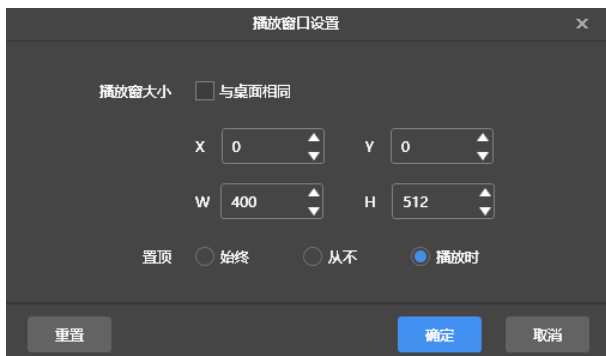 播放窗口设置
播放窗大小 与桌面相同
X 0 Y 0
W 400 H 512
置顶 始终 从不 播放时
重置 确定 取消